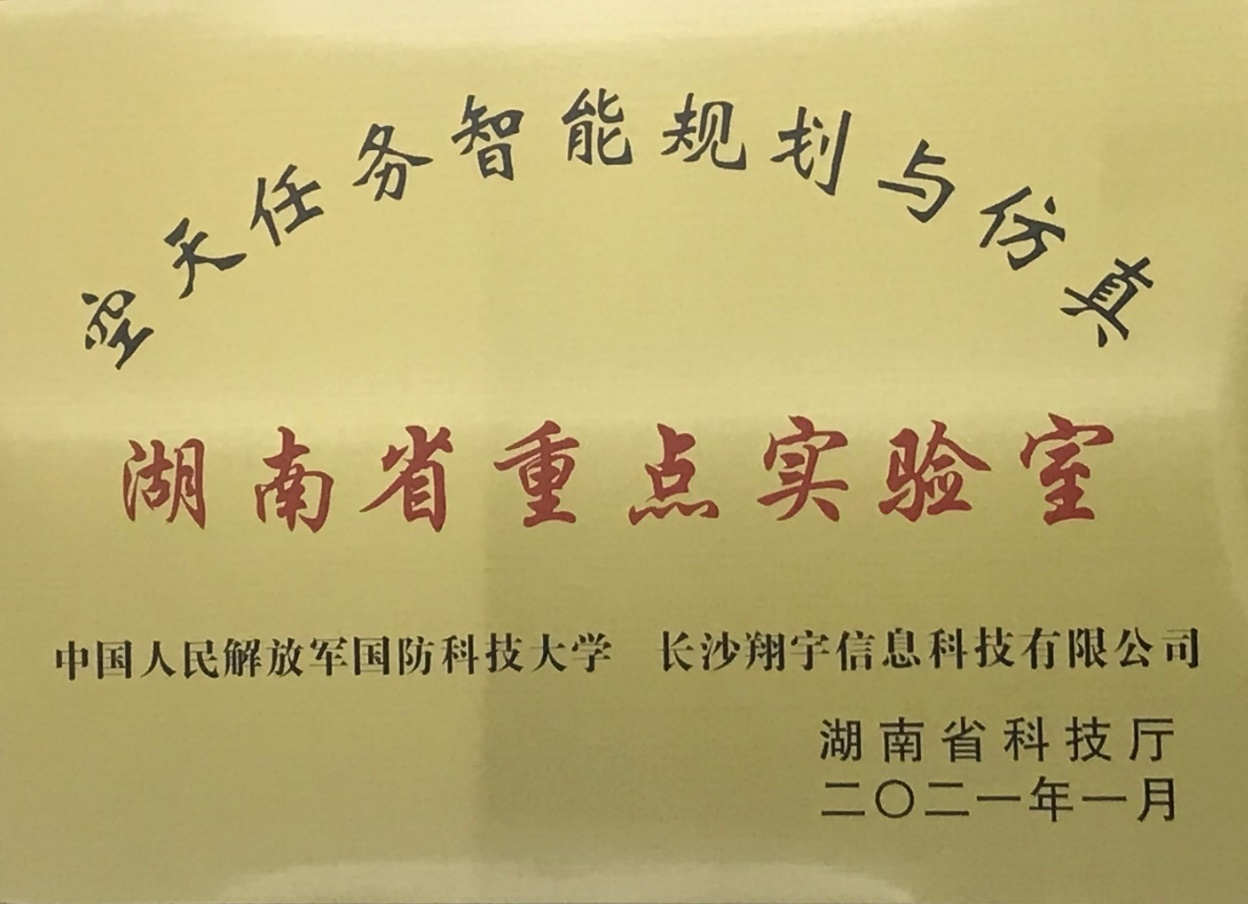 空天任务智能规划与仿真
湖南省重点实验室
中国人民解放军国防科技大学 长沙翔宇信息科技有限公司
湖南省科技厅
二〇二一年一月